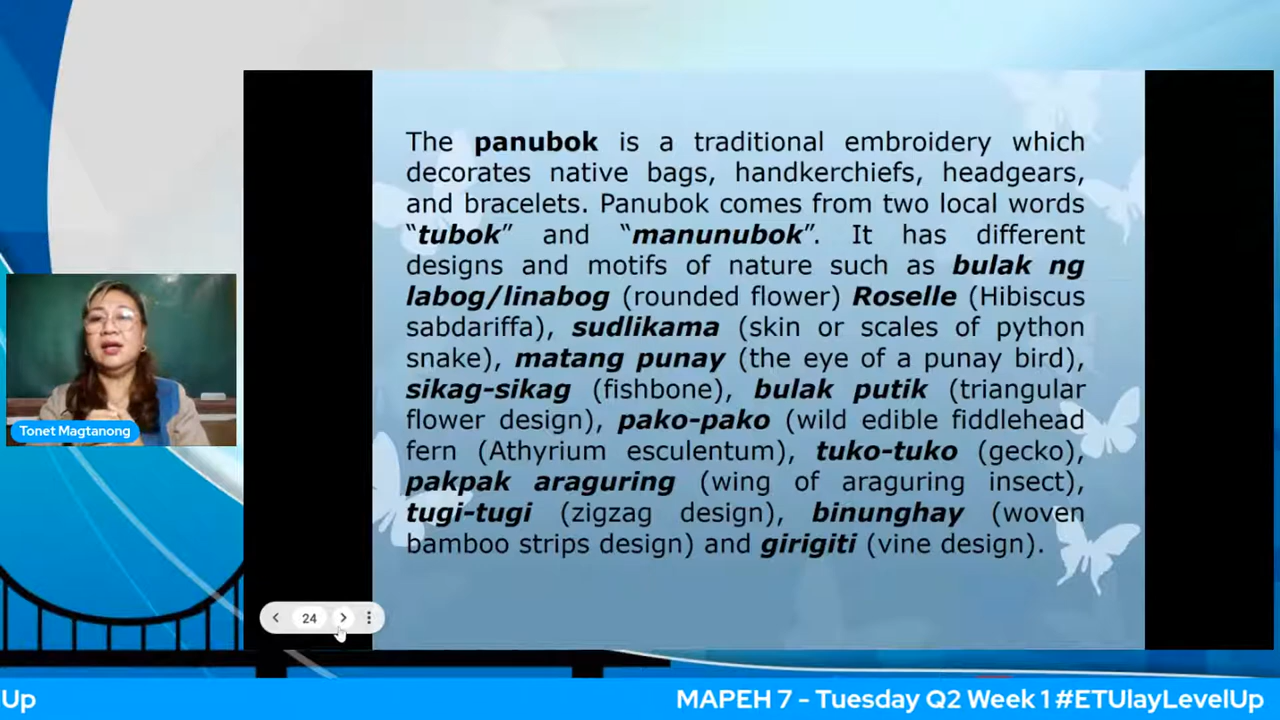 The panubok is a traditional embroidery which
decorates native bags, handkerchiefs, headgears,
and bracelets. Panubok comes from two local words
“tubok” and “manunubok”. It has different
designs and motifs of nature such as bulak ng
labog/linabog (rounded flower) Roselle (Hibiscus
sabdariffa), sudlikama (skin or scales of python
snake), matang punay (the eye of a punay bird),
sikag-sikag (fishbone), bulak putik (triangular
flower design), pako-pako (wild edible fiddlehead
fern (Athyrium esculentum), tuko-tuko (gecko),
pakpak araguring (wing of araguring insect),
tugi-tugi (zigzag design), binunghay (woven
bamboo strips design) and girigiti (vine design).
Tonet Magtanong
24
Up
MAPEH 7 - Tuesday Q2 Week 1 #ETUlayLevelUp